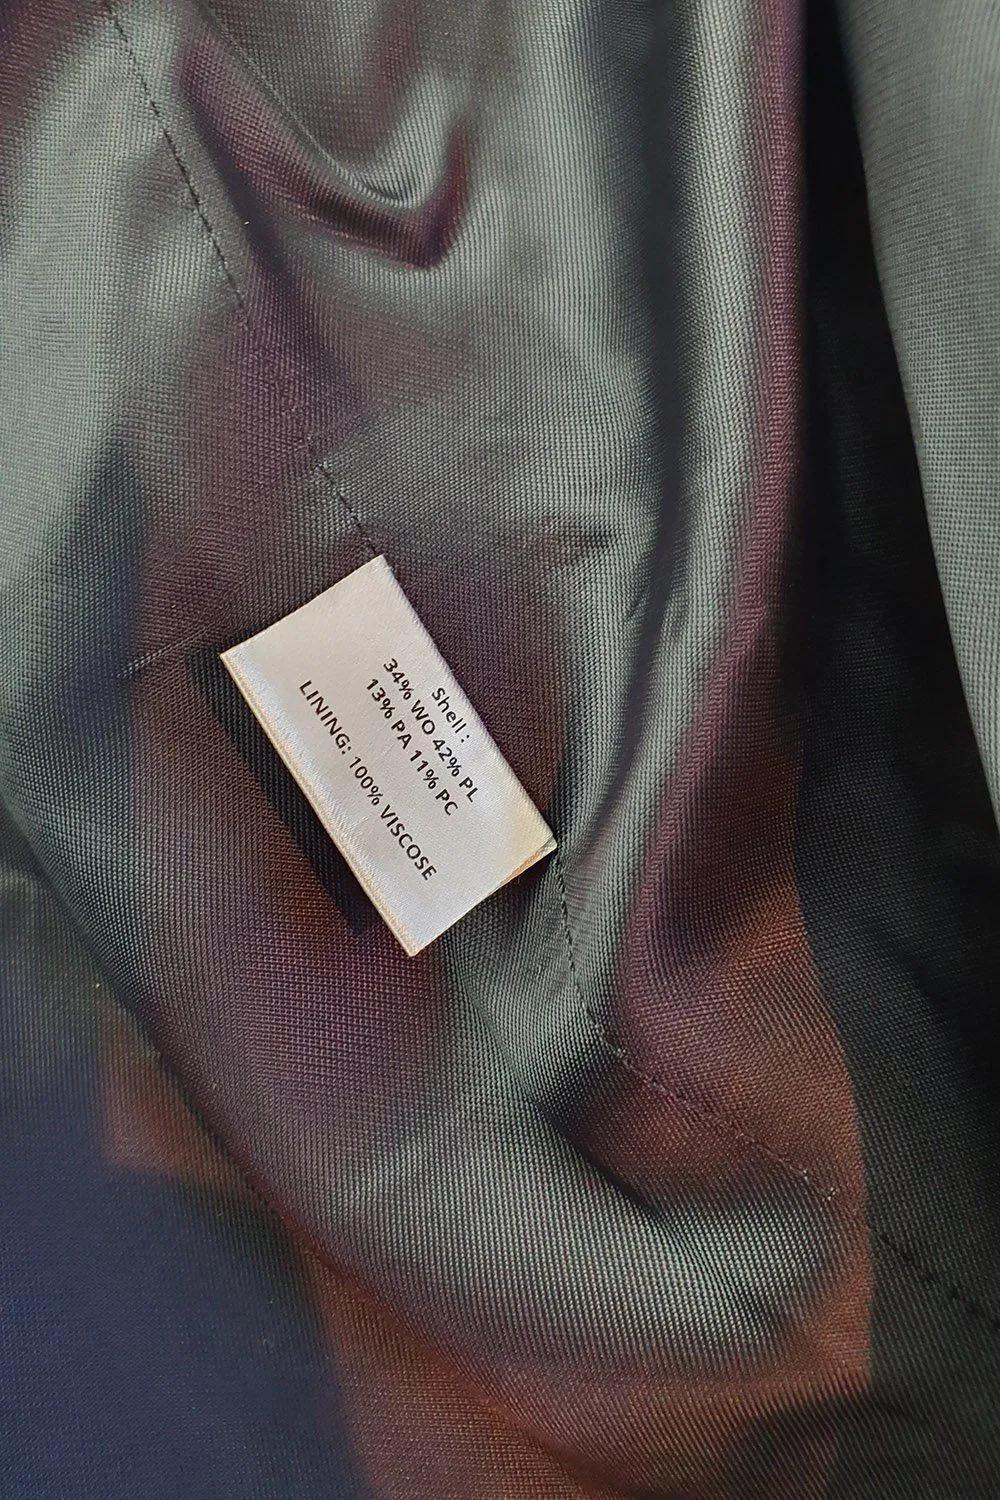 Shell :
34% WO 42% PL
13% PA 11% PC
LINING: 100% VISCOSE